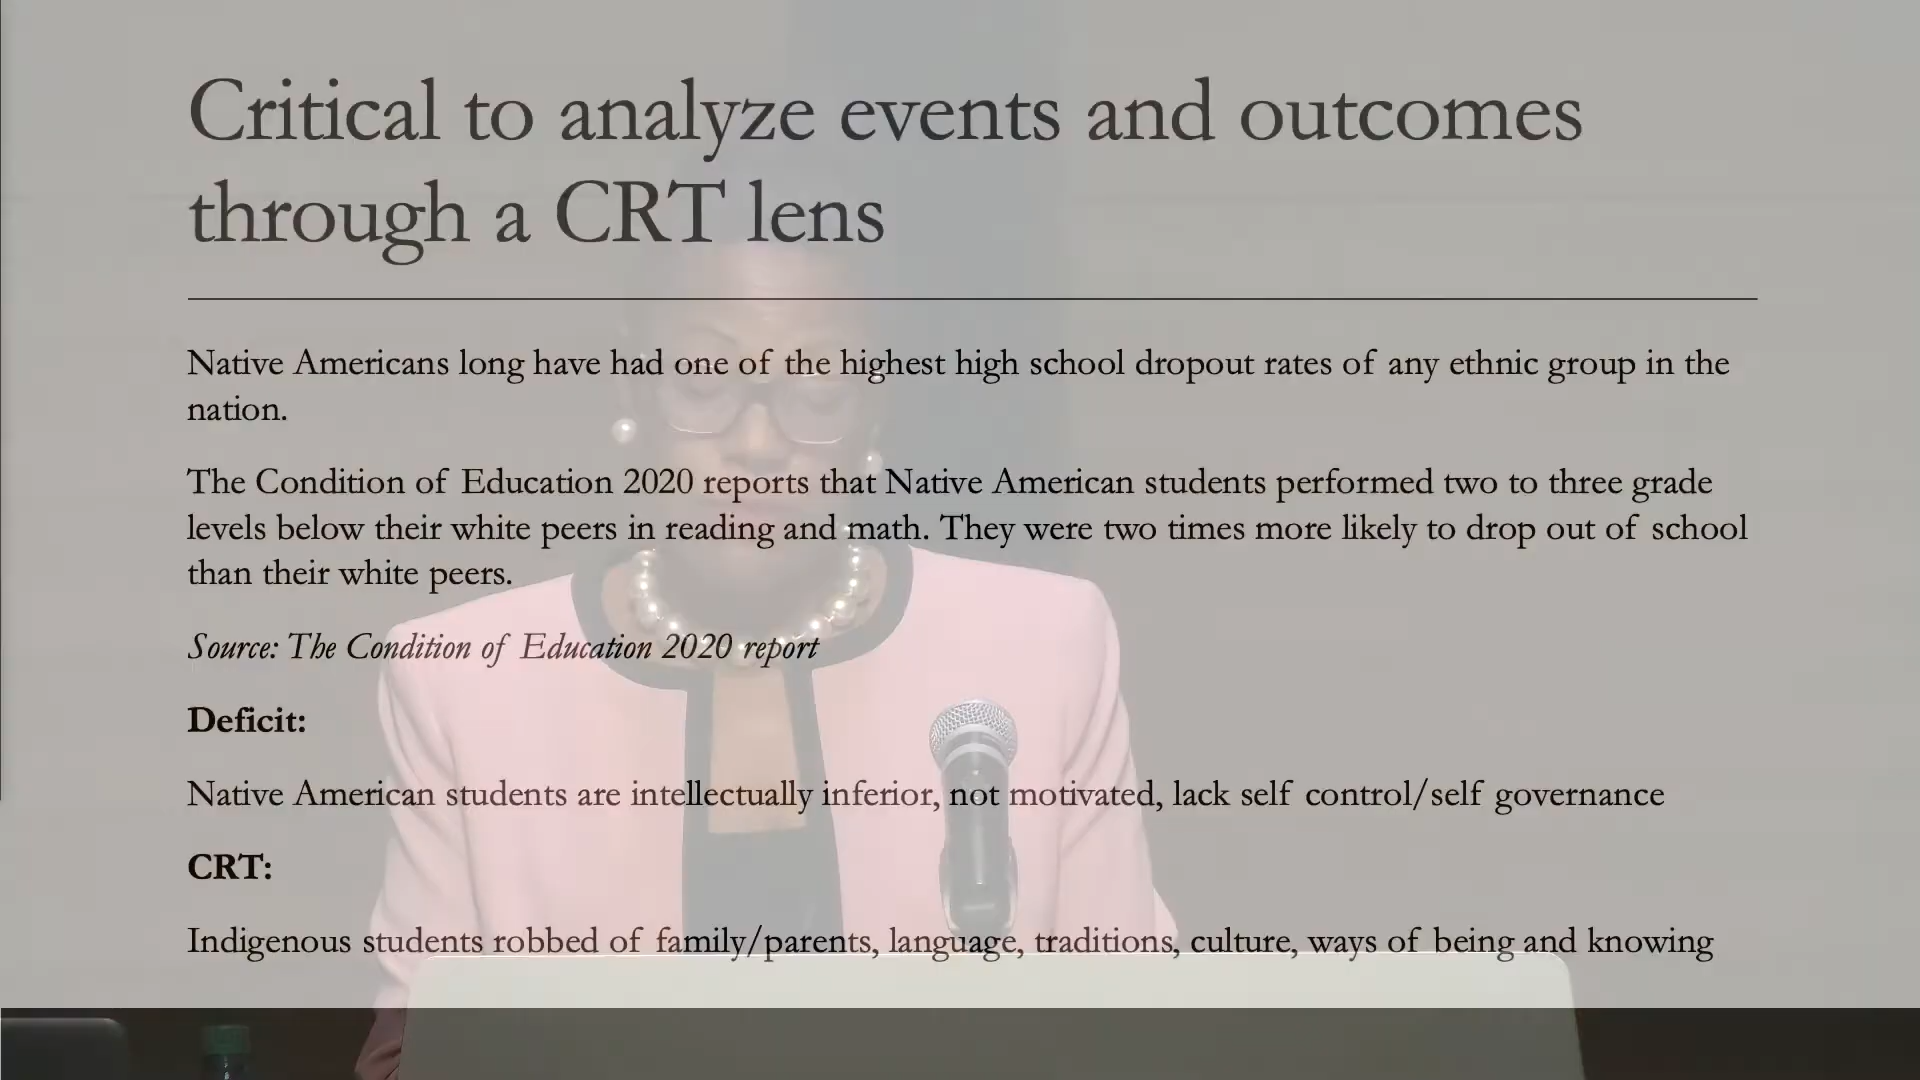 Critical to analyze events and outcomes
through a CRT lens
Native Americans long have had one of the highest high school dropout rates of any ethnic group in the
nation.
The Condition of Education 2020 reports that Native American students performed two to three grade
levels below their white peers in reading and math. They were two times more likely to drop out of school
than their white peers.
Source: The Condition of Education 2020 report
Deficit:
Native American students are intellectually inferior, not motivated, lack self control/self governance
CRT:
Indigenous students robbed of family/parents, language, traditions, culture, ways of being and knowing